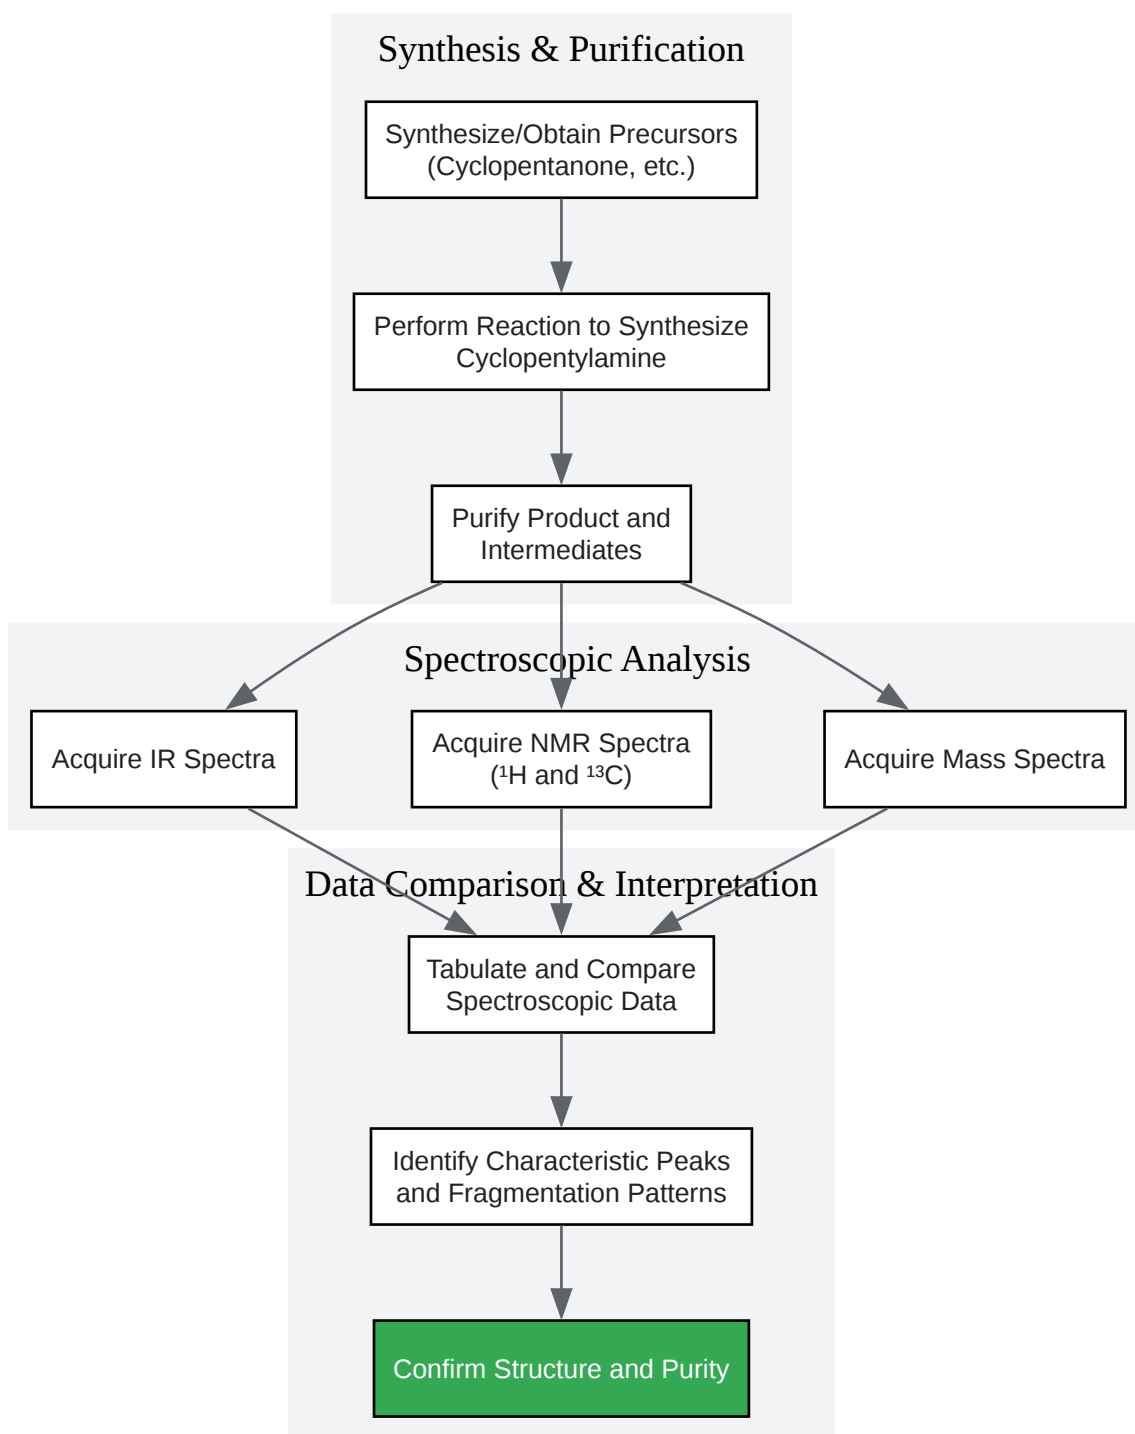 Synthesis & Purification
Synthesize/Obtain Precursors
(Cyclopentanone, etc.)
Perform Reaction to Synthesize
Cyclopentylamine
Purify Product and
Intermediates
Spectroscopic Analysis
Acquire IR Spectra
Acquire NMR Spectra
(¹H and ¹³C)
Acquire Mass Spectra
Data Comparison & Interpretation
Tabulate and Compare
Spectroscopic Data
Identify Characteristic Peaks
and Fragmentation Patterns
Confirm Structure and Purity